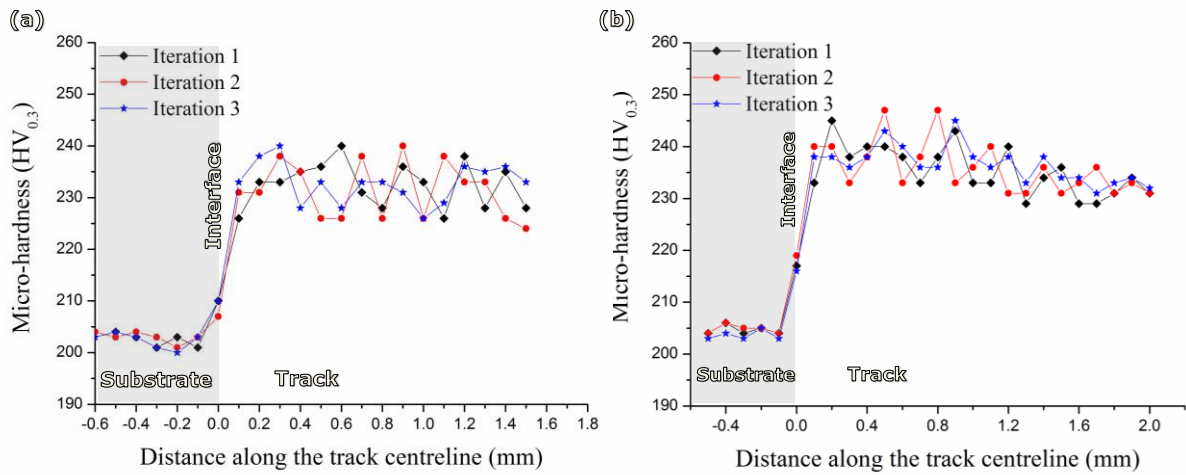 (a)
260
250
240
230
220
210
200
190
Micro-hardness (HV0.3)
Iteration 1
Iteration 2
Iteration 3
Interface
Substrate
Track
-0.6 -0.4 -0.2 0.0 0.2 0.4 0.6 0.8 1.0 1.2 1.4 1.6 1.8
Distance along the track centreline (mm)
(b)
260
250
240
230
220
210
200
190
Micro-hardness (HV0.3)
Iteration 1
Iteration 2
Iteration 3
Interface
Substrate
Track
-0.4 0.0 0.4 0.8 1.2 1.6 2.0
Distance along the track centreline (mm)